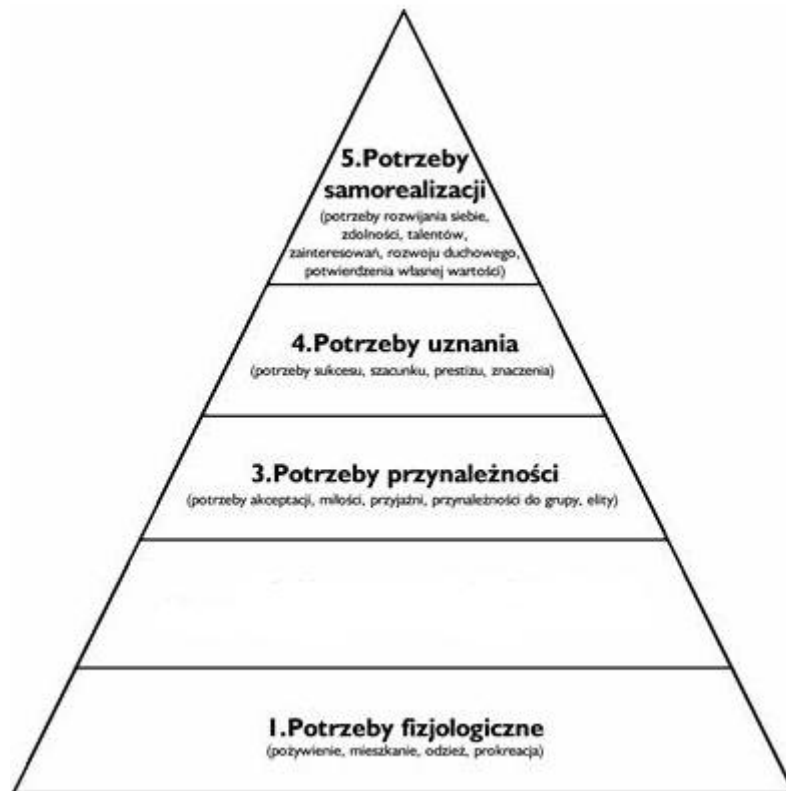 5.Potrzeby
samorealizacji
(potrzeby rozwijania siebie,
zdolności, talentów,
zainteresowań, rozwoju duchowego,
potwierdzenia własnej wartości)
4.Potrzeby uznania
(potrzeby sukcesu, szacunku, prestizu, znaczenia)
3.Potrzeby przynależności
(potrzeby akceptacji, miłości, przyjaźni, przynależności do grupy, elity)
1.Potrzeby fizjologiczne
(pożywienie, mieszkanie, odzież, prokreacja)